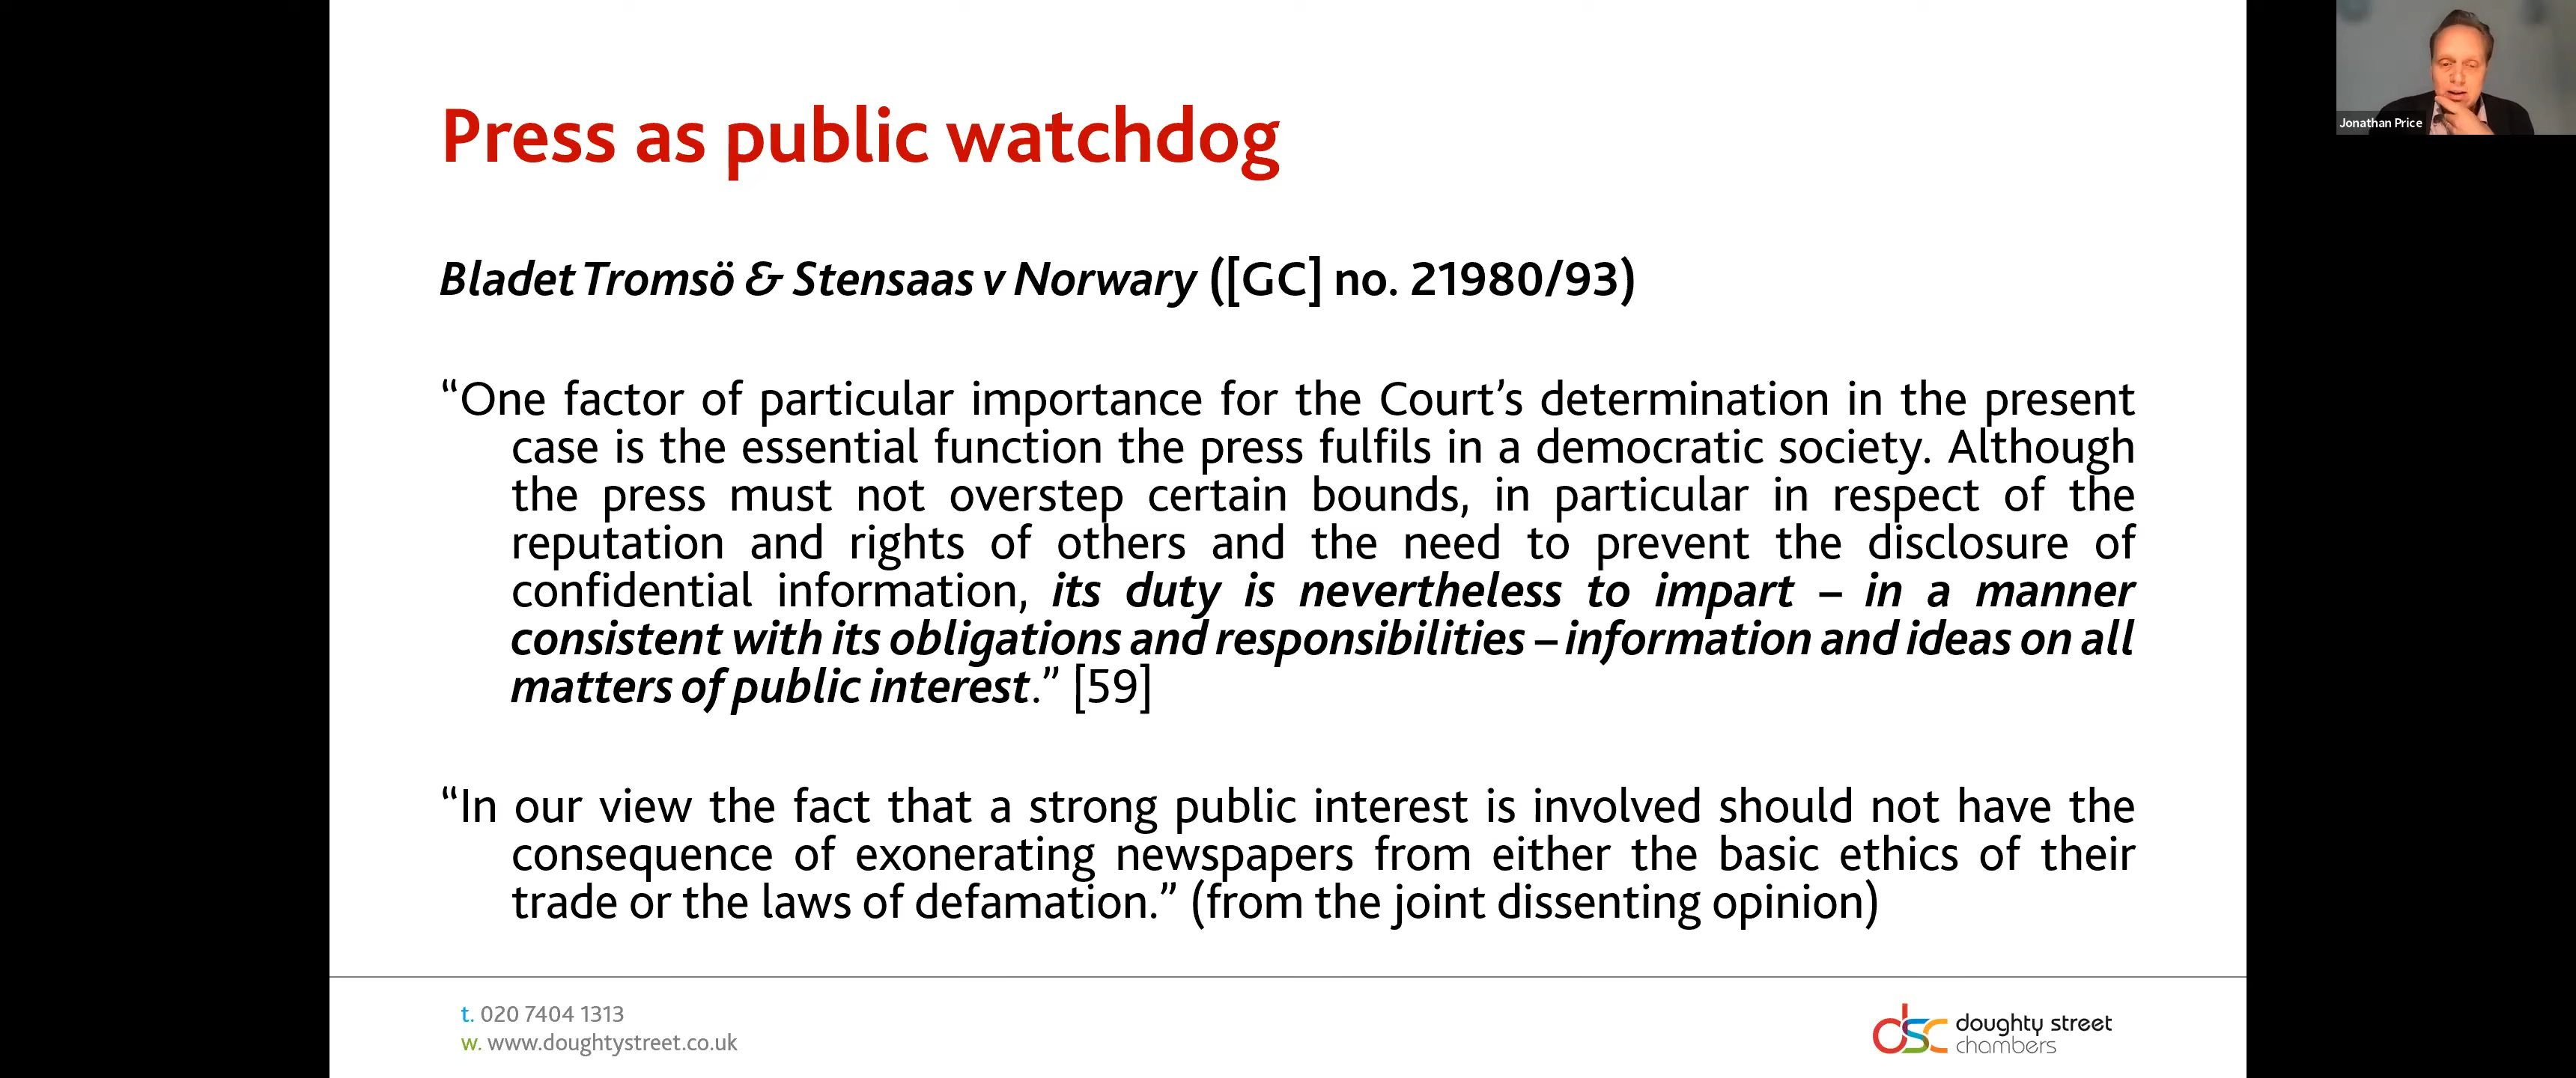 Press as public watchdog
Jonathan Price
Bladet Tromsö & Stensaas v Norwary ([GC] no. 21980/93)
“One factor of particular importance for the Court’s determination in the present
case is the essential function the press fulfils in a democratic society. Although
the press must not overstep certain bounds, in particular in respect of the
reputation and rights of others and the need to prevent the disclosure of
confidential information, its duty is nevertheless to impart – in a manner
consistent with its obligations and responsibilities – information and ideas on all
matters of public interest.” [59]
“In our view the fact that a strong public interest is involved should not have the
consequence of exonerating newspapers from either the basic ethics of their
trade or the laws of defamation.” (from the joint dissenting opinion)
t. 020 7404 1313
w. www.doughtystreet.co.uk
dsc doughty street
chambers